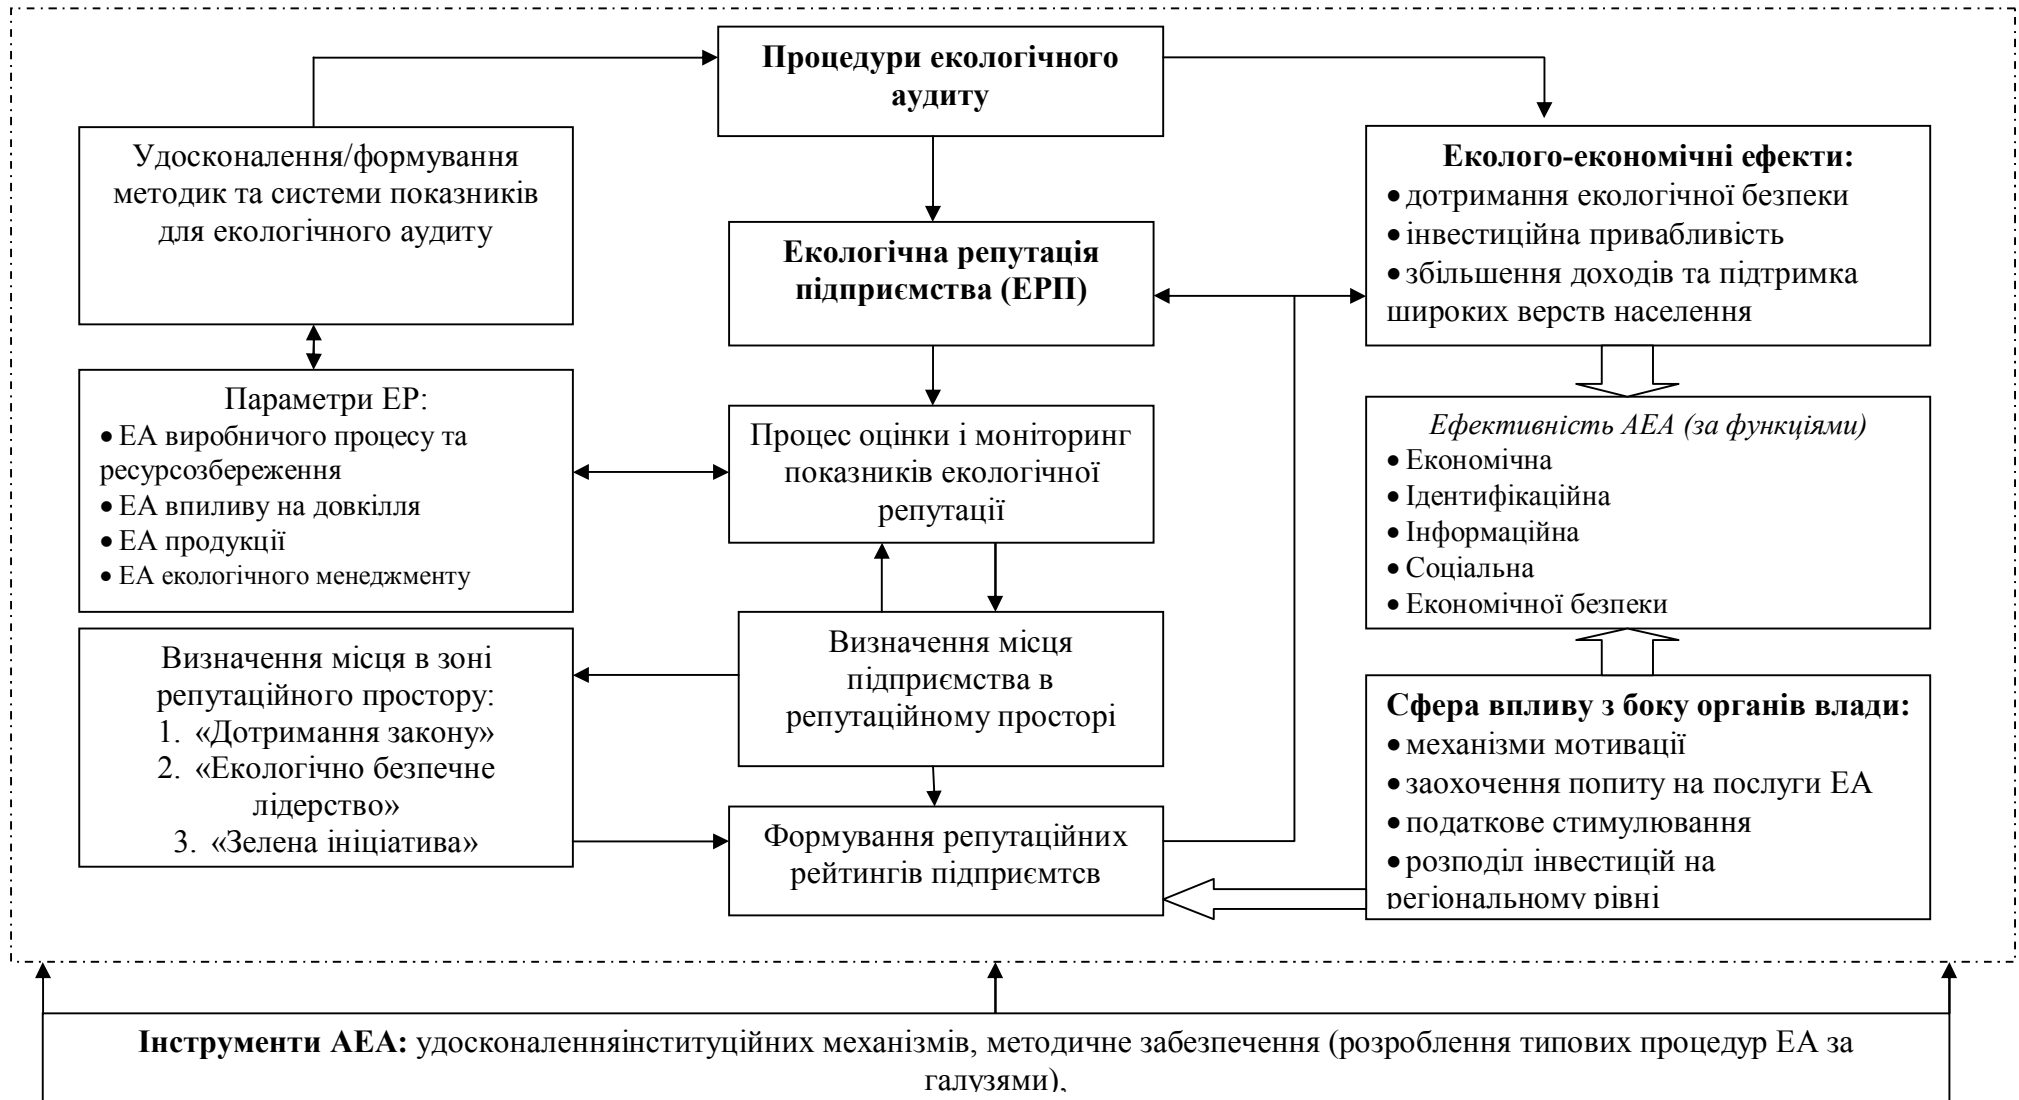 Процедури екологічного
аудиту
Удосконалення/формування
методик та системи показників
для екологічного аудиту
Еколого-економічні ефекти:
• дотримання екологічної безпеки
• інвестиційна привабливість
• збільшення доходів та підтримка
широких верств населення
Екологічна репутація
підприємства (ЕРП)
Параметри ЕР:
• ЕА виробничого процесу та
ресурсозбереження
• ЕА впиливу на довкілля
• ЕА продукції
• ЕА екологічного менеджменту
Процес оцінки і моніторинг
показників екологічної
репутації
Ефективність АЕА (за функціями)
• Економічна
• Ідентифікаційна
• Інформаційна
• Соціальна
• Економічної безпеки
Визначення місця в зоні
репутаційного простору:
1. «Дотримання закону»
2. «Екологічно безпечне
лідерство»
3. «Зелена ініціатива»
Визначення місця
підприємства в
репутаційному просторі
Сфера впливу з боку органів влади:
• механізми мотивації
• заохочення попиту на послуги ЕА
• податкове стимулювання
• розподіл інвестицій на
регіональному рівні
Формування репутаційних
рейтингів підприємтсв
Інструменти АЕА: удосконаленняінституційних механізмів, методичне забезпечення (розроблення типових процедур ЕА за
галузями),